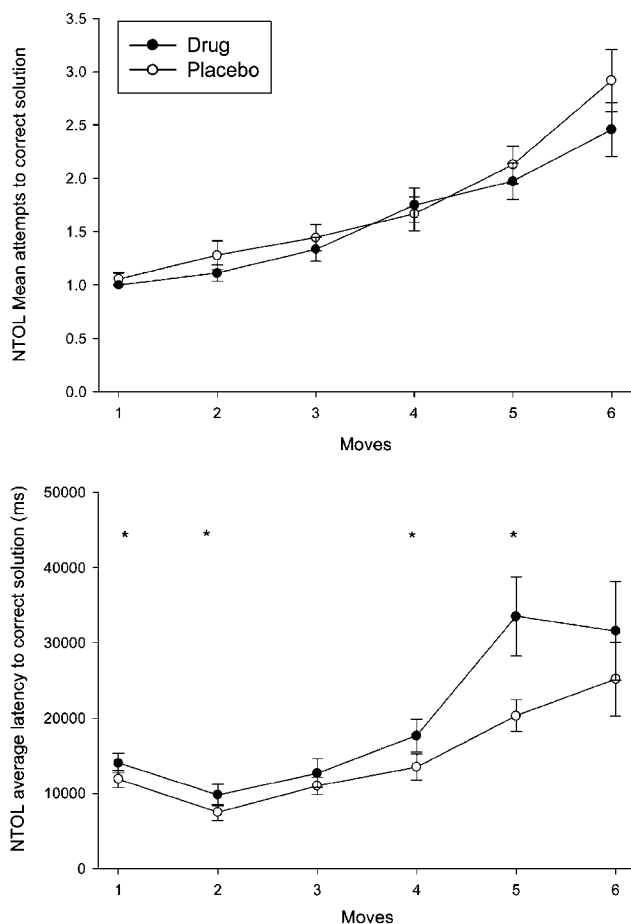 NTOL Mean attempts to correct solution
3.5
3.0
2.5
2.0
1.5
1.0
0.5
0.0
Drug
Placebo
1 2 3 4 5 6
Moves
NTOL average latency to correct solution (ms)
50000
40000
30000
20000
10000
0
* * * *
1 2 3 4 5 6
Moves